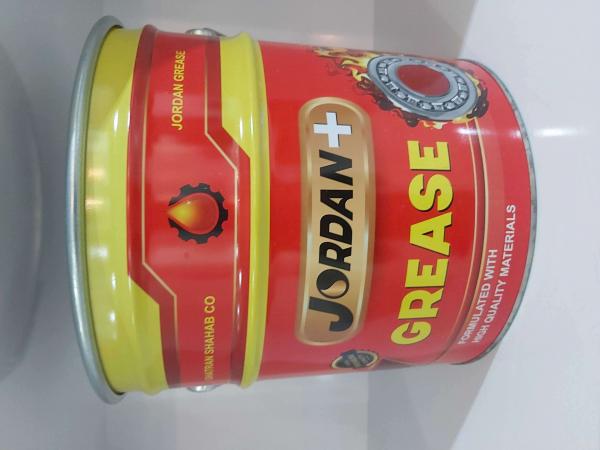 JORDAN GREASE
SHAHAB CO
JORDAN+
GREASE
FORMULATED WITH
HIGH QUALITY MATERIALS